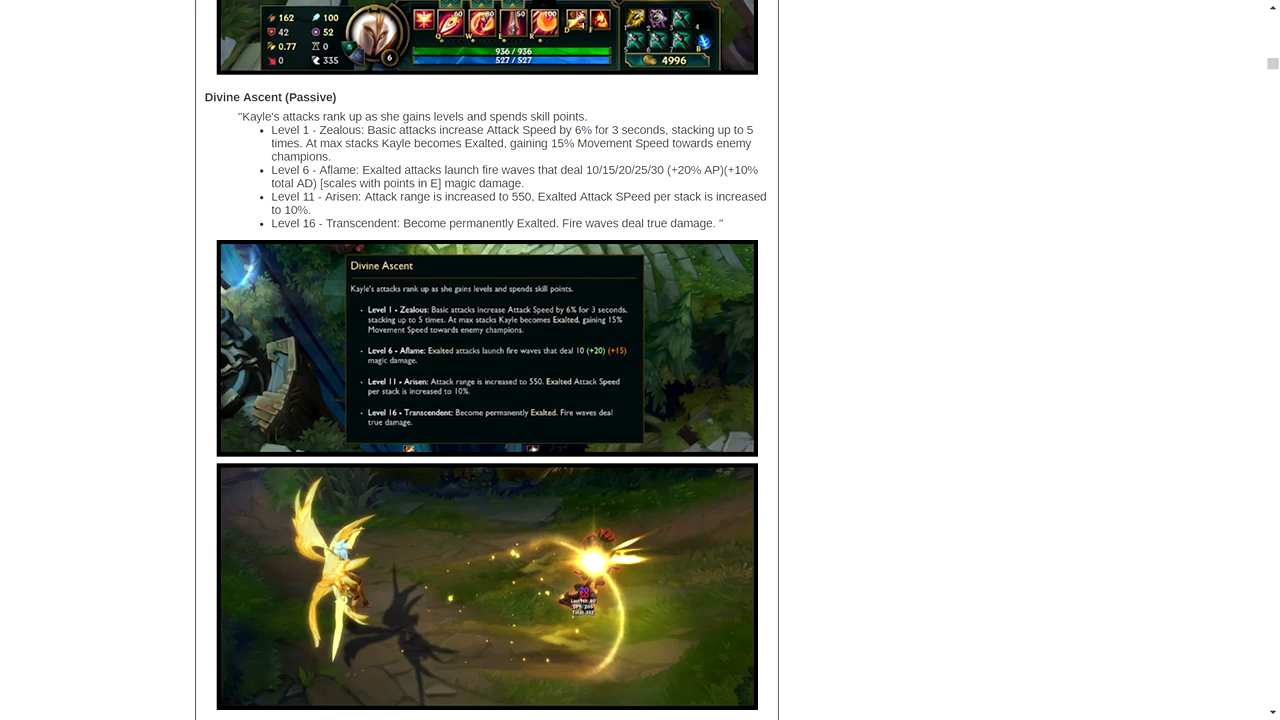 162 100
42 52
0.77 0
0 335
6
60 80 50 100
Q W E R D F
936 / 936
527 / 527
4
5 6 7 B
4996
Divine Ascent (Passive)
"Kayle's attacks rank up as she gains levels and spends skill points.
Level 1 - Zealous: Basic attacks increase Attack Speed by 6% for 3 seconds, stacking up to 5
times. At max stacks Kayle becomes Exalted, gaining 15% Movement Speed towards enemy
champions.
Level 6 - Aflame: Exalted attacks launch fire waves that deal 10/15/20/25/30 (+20% AP)(+10%
total AD) [scales with points in E] magic damage.
Level 11 - Arisen: Attack range is increased to 550, Exalted Attack SPeed per stack is increased
to 10%.
Level 16 - Transcendent: Become permanently Exalted. Fire waves deal true damage. "
Divine Ascent
Kayle's attacks rank up as she gains levels and spends skill points.
Level 1 - Zealous: Basic attacks increase Attack Speed by 6% for 3 seconds,
stacking up to 5 times. At max stacks Kayle becomes Exalted, gaining 15%
Movement Speed towards enemy champions.
Level 6 - Aflame: Exalted attacks launch fire waves that deal 10 (+20) (+15)
magic damage.
Level 11 - Arisen: Attack range is increased to 550. Exalted Attack Speed
per stack is increased to 10%.
Level 16 - Transcendent: Become permanently Exalted. Fire waves deal
true damage.